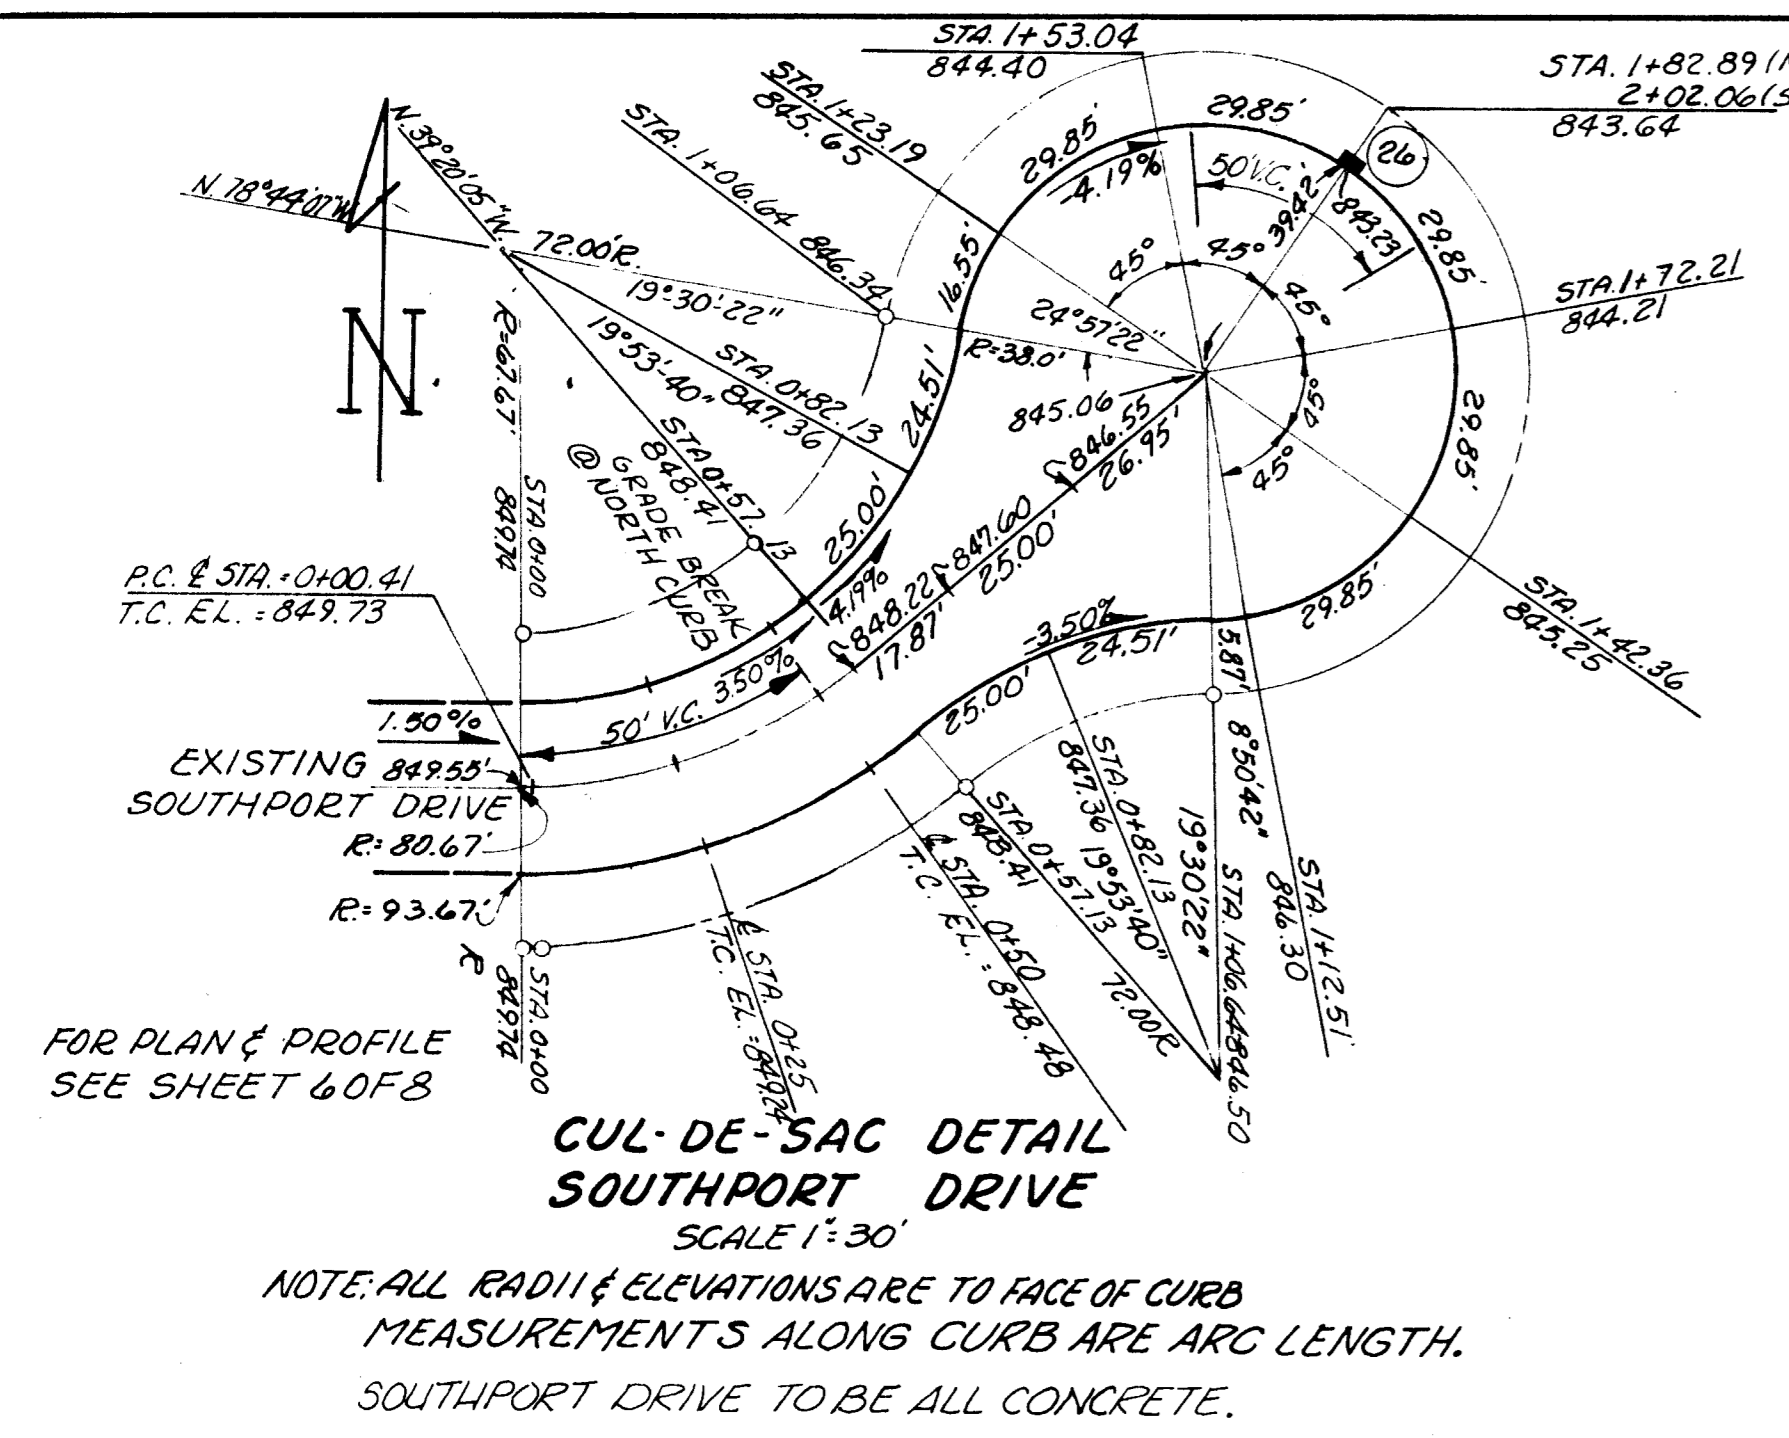 STA. 1+53.04
844.40
STA. 1+82.89 (N
2+02.06 (S
843.64
STA. 1+23.19
845.65
STA. 1+06.64 846.34
29.85'
29.85'
-4.19%
50' V.C.
26
39.42'
843.23
29.85'
N. 39°20'05"W.
N. 78°44'07"W.
72.00'R.
19°-30'-22"
19°53'-40"
R=67.67'
16.55'
45°
45°
45°
45°
45°
24°57'22"
R=38.0'
STA. 1+72.21
844.21
N
STA. 0+82.13
847.36
24.51'
845.06
846.55
26.95'
29.85'
STA 0+57.13
848.41
GRADE BREAK
@ NORTH CURB
STA 0+00
849.74
25.00'
4.19%
847.60
25.00'
848.22
17.87'
P.C. ℄ STA. = 0+00.41
T.C. EL. = 849.73
STA. 1+42.36
845.25
29.85'
-3.50%
24.51'
5.87'
25.00'
3.50%
50' V.C.
1.50%
EXISTING 849.55'
SOUTHPORT DRIVE
R.= 80.67'
R.= 93.67'
R
STA. 0+00
849.74
℄ STA. 0+25
T.C. EL. = 849.24
℄ STA. 0+50
T.C. EL. = 848.48
STA. 0+57.13
848.41
72.00R
STA. 0+82.13
847.36 19°53'40"
19°30'22"
8°50'42"
STA. 1+06.64 846.50
STA. 1+12.51'
846.30
FOR PLAN & PROFILE
SEE SHEET 6 OF 8
CUL-DE-SAC DETAIL
SOUTHPORT DRIVE
SCALE 1"=30'
NOTE: ALL RADII & ELEVATIONS ARE TO FACE OF CURB
MEASUREMENTS ALONG CURB ARE ARC LENGTH.
SOUTHPORT DRIVE TO BE ALL CONCRETE.